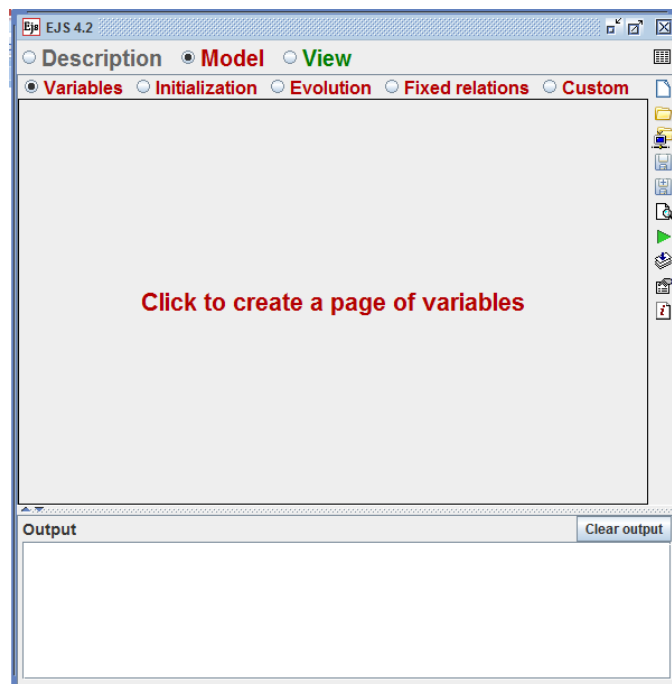 Ejs EJS 4.2
Description Model View
Variables Initialization Evolution Fixed relations Custom
Click to create a page of variables
Output Clear output